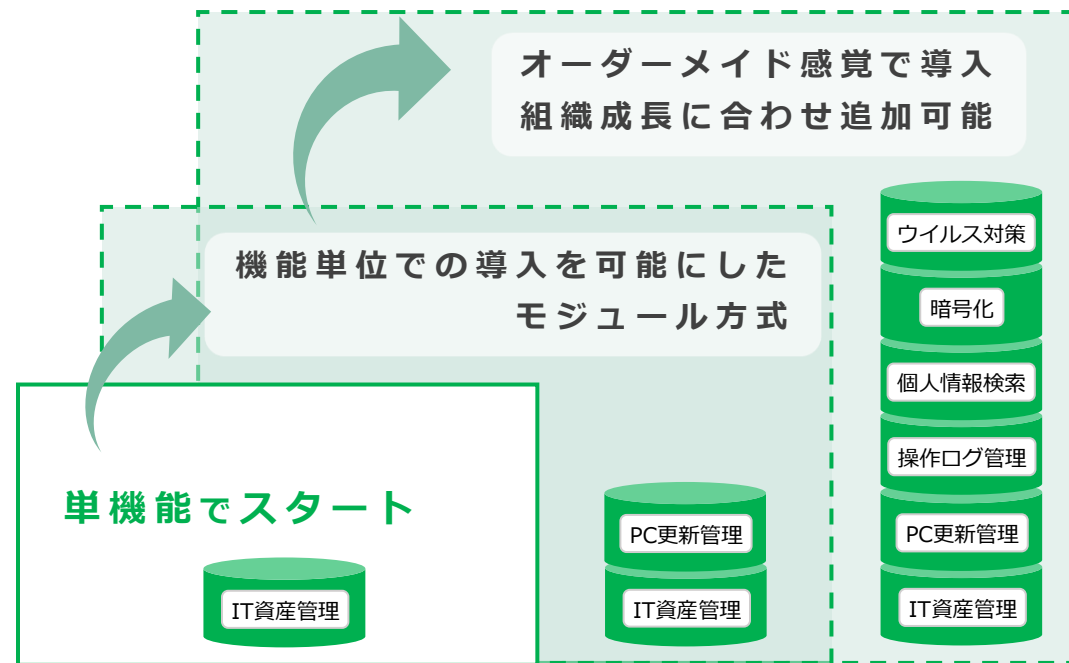 オーダーメイド感覚で導入
組織成長に合わせ追加可能
機能単位での導入を可能にした
モジュール方式
単機能でスタート
IT資産管理
PC更新管理
IT資産管理
ウイルス対策
暗号化
個人情報検索
操作ログ管理
PC更新管理
IT資産管理